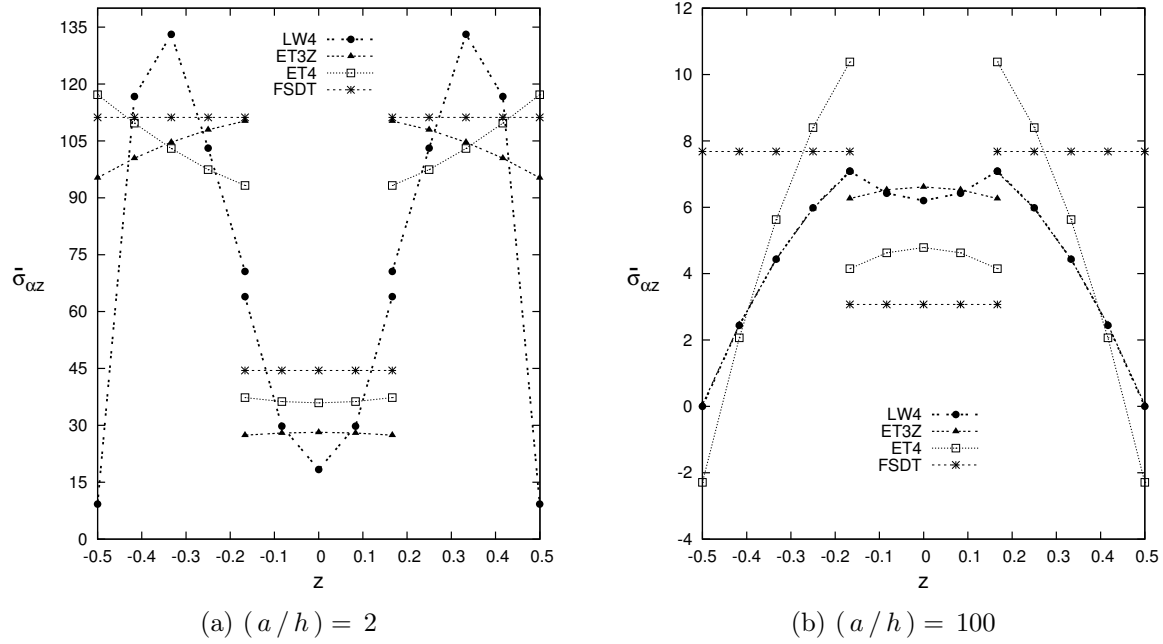 135
120
105
90
75
60
45
30
15
0
σ̄αz
LW4
ET3Z
ET4
FSDT
-0.5 -0.4 -0.3 -0.2 -0.1 0 0.1 0.2 0.3 0.4 0.5
z
(a) (a/h) = 2
12
10
8
6
4
2
0
-2
-4
σ̄αz
LW4
ET3Z
ET4
FSDT
-0.5 -0.4 -0.3 -0.2 -0.1 0 0.1 0.2 0.3 0.4 0.5
z
(b) (a/h) = 100